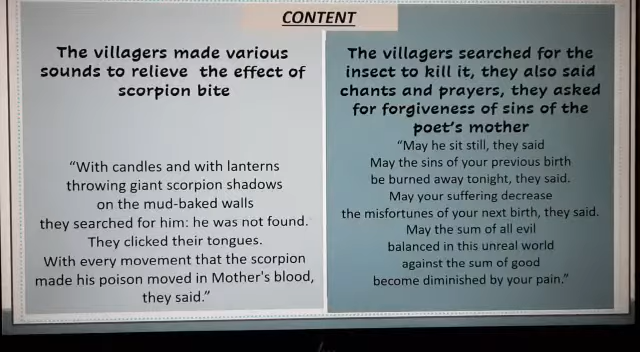 CONTENT
The villagers made various
sounds to relieve the effect of
scorpion bite
“With candles and with lanterns
throwing giant scorpion shadows
on the mud-baked walls
they searched for him: he was not found.
They clicked their tongues.
With every movement that the scorpion
made his poison moved in Mother's blood,
they said.”
The villagers searched for the
insect to kill it, they also said
chants and prayers, they asked
for forgiveness of sins of the
poet’s mother
“May he sit still, they said
May the sins of your previous birth
be burned away tonight, they said.
May your suffering decrease
the misfortunes of your next birth, they said.
May the sum of all evil
balanced in this unreal world
against the sum of good
become diminished by your pain.”